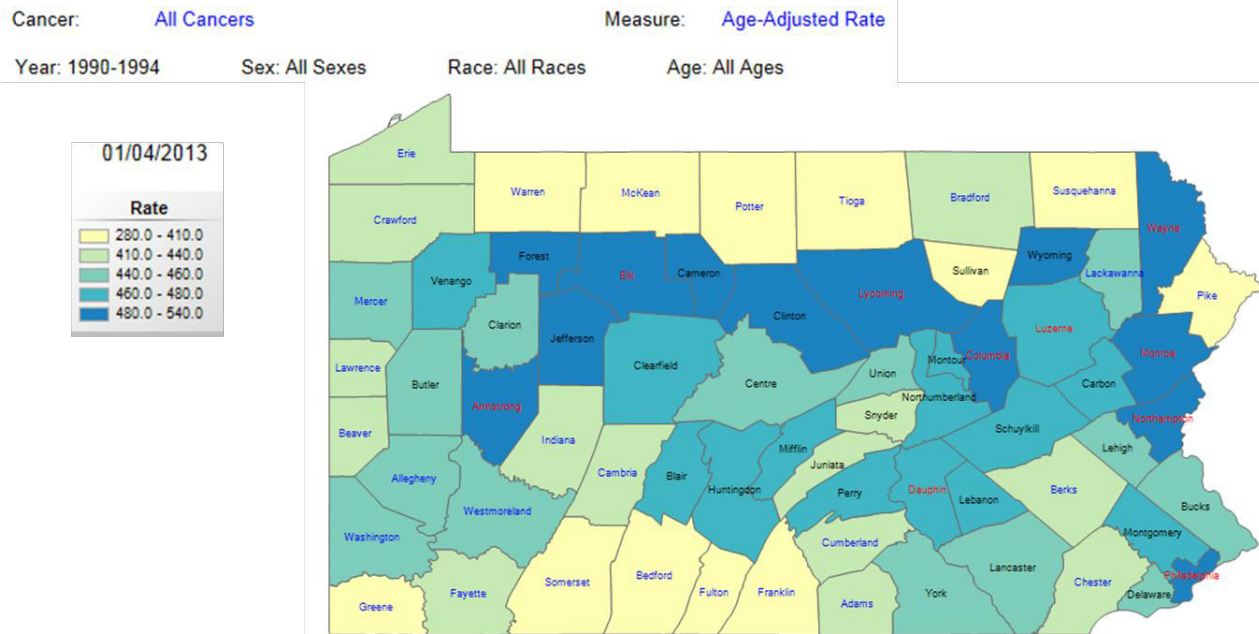 Cancer: All Cancers Measure: Age-Adjusted Rate
Year: 1990-1994 Sex: All Sexes Race: All Races Age: All Ages
01/04/2013
Rate
280.0 - 410.0
410.0 - 440.0
440.0 - 460.0
460.0 - 480.0
480.0 - 540.0
Erie
Warren
McKean
Potter
Tioga
Bradford
Susquehanna
Wayne
Crawford
Forest
Elk
Cameron
Wyoming
Lackawanna
Sullivan
Pike
Mercer
Venango
Clarion
Jefferson
Clinton
Lycoming
Luzerne
Monroe
Lawrence
Butler
Clearfield
Centre
Union
Montour
Columbia
Carbon
Armstrong
Northumberland
Snyder
Northampton
Beaver
Indiana
Schuylkill
Lehigh
Allegheny
Cambria
Blair
Huntingdon
Mifflin
Juniata
Perry
Dauphin
Lebanon
Berks
Bucks
Washington
Westmoreland
Cumberland
Montgomery
Greene
Fayette
Somerset
Bedford
Fulton
Franklin
Adams
York
Lancaster
Chester
Delaware
Philadelphia